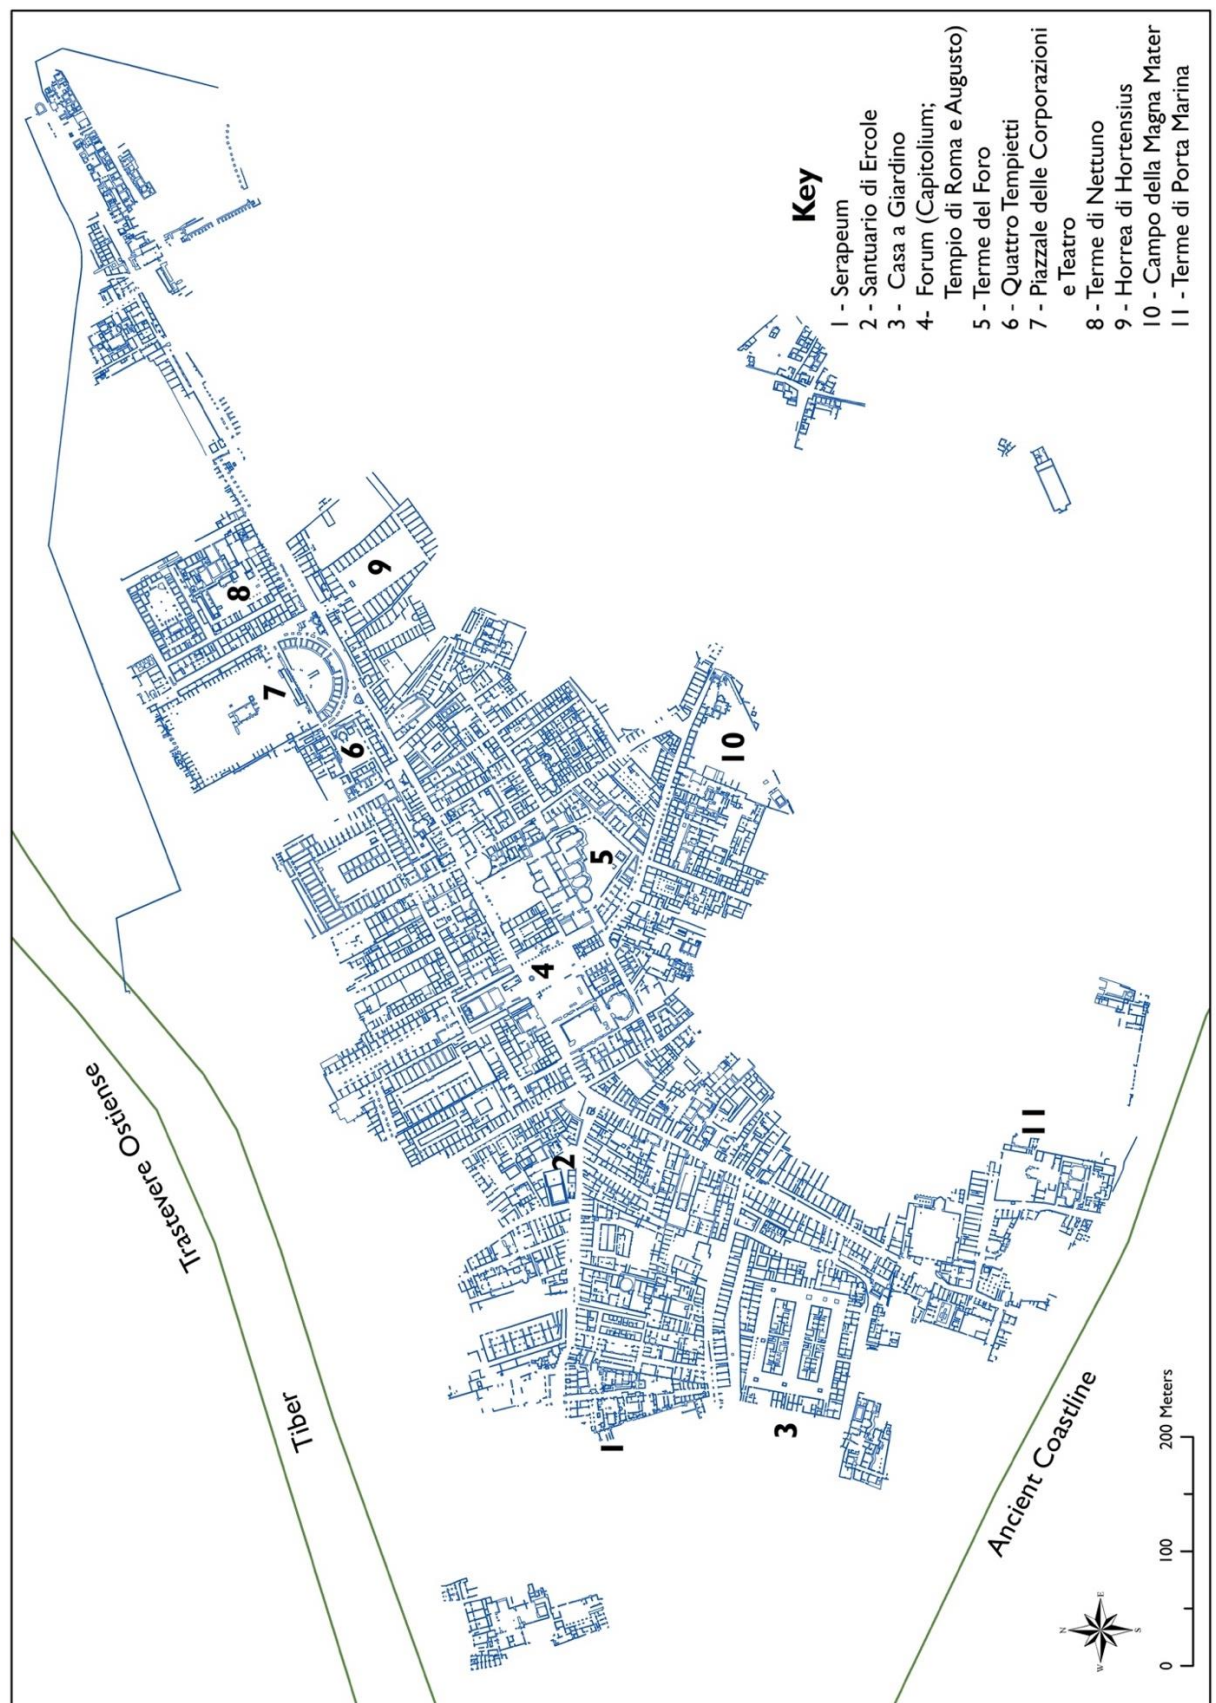 Trastevere Ostiense
Tiber
Ancient Coastline
1
2
3
4
5
6
7
8
9
10
11
Key
1 - Serapeum
2 - Santuario di Ercole
3 - Casa a Giardino
4- Forum (Capitolium;
Tempio di Roma e Augusto)
5 - Terme del Foro
6 - Quattro Tempietti
7 - Piazzale delle Corporazioni
e Teatro
8 - Terme di Nettuno
9 - Horrea di Hortensius
10 - Campo della Magna Mater
11 - Terme di Porta Marina
N
W
E
S
0 100 200 Meters